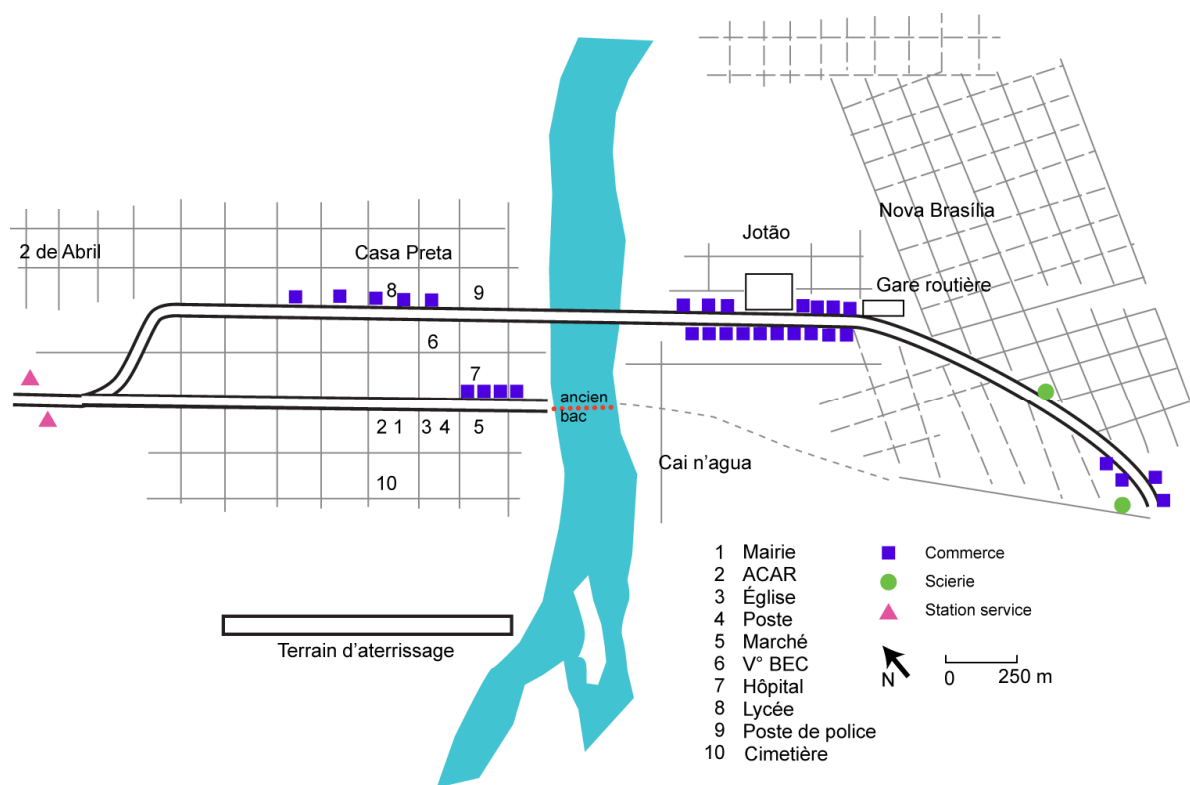 Nova Brasília
Jotão
2 de Abril
Casa Preta
Gare routière
8
9
6
7
ancien
bac
2 1 3 4 5
Cai n'agua
10
1 Mairie
2 ACAR
3 Église
4 Poste
5 Marché
6 V° BEC
7 Hôpital
8 Lycée
9 Poste de police
10 Cimetière
Commerce
Scierie
Station service
N
0 250 m
Terrain d'aterrissage